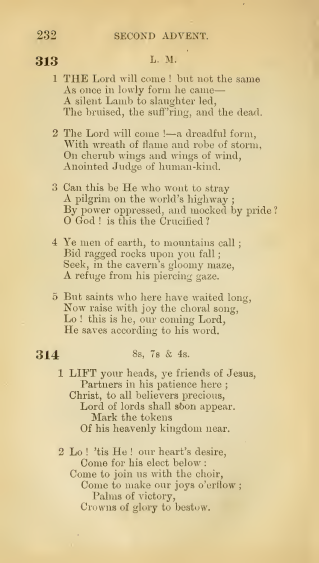 232 SECOND ADVENT.
313 L. M.
1 THE Lord will come ! but not the same
As once in lowly form he came—
A silent Lamb to slaughter led,
The bruised, the suff'ring, and the dead.
2 The Lord will come !—a dreadful form,
With wreath of flame and robe of storm,
On cherub wings and wings of wind,
Anointed Judge of human-kind.
3 Can this be He who wont to stray
A pilgrim on the world's highway ;
By power oppressed, and mocked by pride ?
O God ! is this the Crucified ?
4 Ye men of earth, to mountains call ;
Bid ragged rocks upon you fall ;
Seek, in the cavern's gloomy maze,
A refuge from his piercing gaze.
5 But saints who here have waited long,
Now raise with joy the choral song,
Lo ! this is he, our coming Lord,
He saves according to his word.
314 8s, 7s & 4s.
1 LIFT your heads, ye friends of Jesus,
Partners in his patience here ;
Christ, to all believers precious,
Lord of lords shall soon appear.
Mark the tokens
Of his heavenly kingdom near.
2 Lo ! 'tis He ! our heart's desire,
Come for his elect below :
Come to join us with the choir,
Come to make our joys o'erflow ;
Palms of victory,
Crowns of glory to bestow.